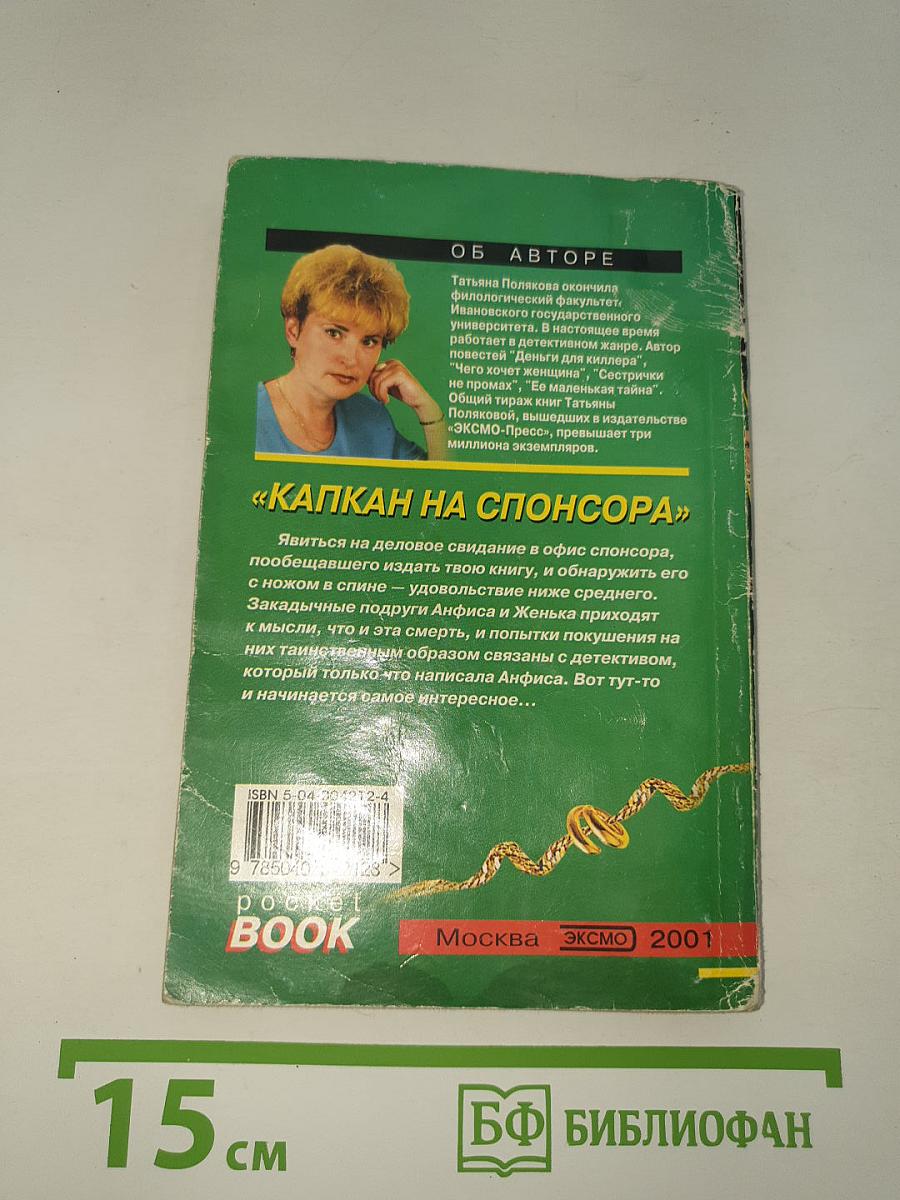 ОБ АВТОРЕ
Татьяна Полякова окончила
филологический факультет
Ивановского государственного
университета. В настоящее время
работает в детективном жанре. Автор
повестей "Деньги для киллера",
"Чего хочет женщина", "Сестрички
не промах", "Ее маленькая тайна".
Общий тираж книг Татьяны
Поляковой, вышедших в издательстве
«ЭКСМО-Пресс», превышает три
миллиона экземпляров.
«КАПКАН НА СПОНСОРА»
Явиться на деловое свидание в офис спонсора,
пообещавшего издать твою книгу, и обнаружить его
с ножом в спине — удовольствие ниже среднего.
Закадычные подруги Анфиса и Женька приходят
к мысли, что и эта смерть, и попытки покушения на
них таинственным образом связаны с детективом,
который только что написала Анфиса. Вот тут-то
и начинается самое интересное...
ISBN
pocket
BOOK
Москва ЭКСМО 2001
15 см
БФ БИБЛИОФАН